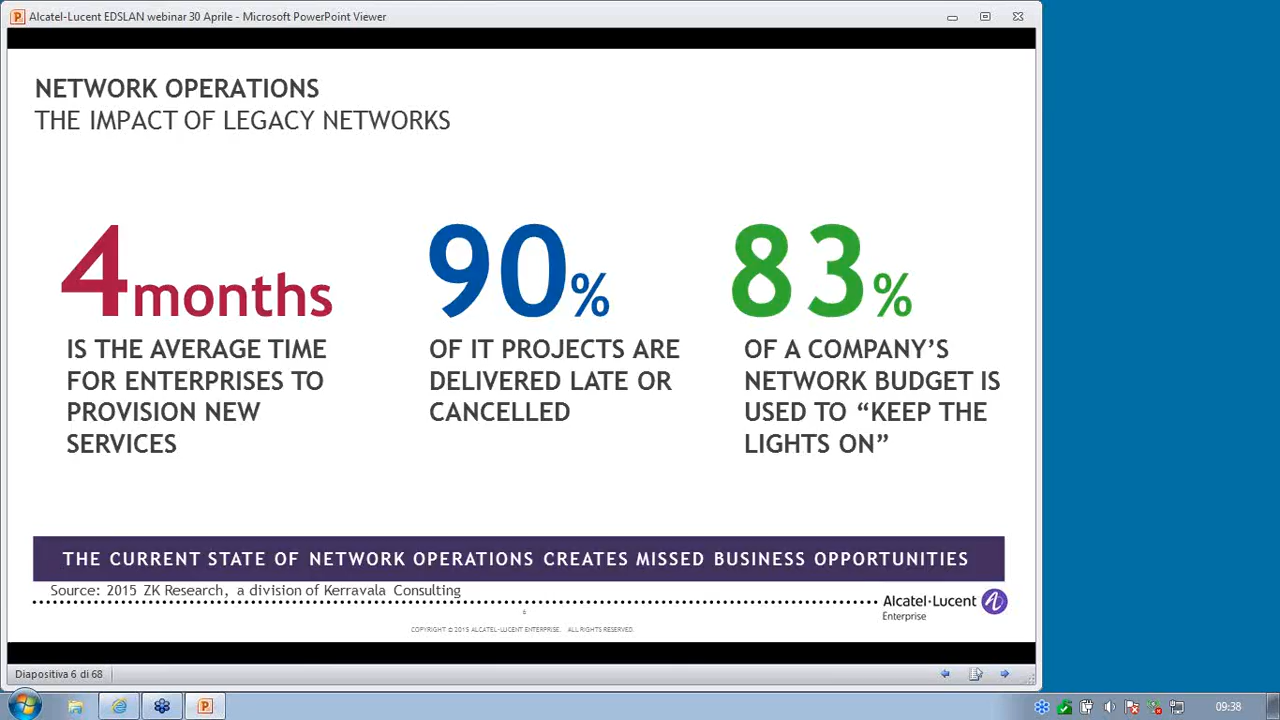 Alcatel-Lucent EDSLAN webinar 30 Aprile - Microsoft PowerPoint Viewer
NETWORK OPERATIONS
THE IMPACT OF LEGACY NETWORKS
4 months
IS THE AVERAGE TIME
FOR ENTERPRISES TO
PROVISION NEW
SERVICES
90%
OF IT PROJECTS ARE
DELIVERED LATE OR
CANCELLED
83%
OF A COMPANY'S
NETWORK BUDGET IS
USED TO “KEEP THE
LIGHTS ON”
THE CURRENT STATE OF NETWORK OPERATIONS CREATES MISSED BUSINESS OPPORTUNITIES
Source: 2015 ZK Research, a division of Kerravala Consulting
Alcatel·Lucent
Enterprise
6
COPYRIGHT © 2015 ALCATEL-LUCENT ENTERPRISE. ALL RIGHTS RESERVED.
Diapositiva 6 di 68
09:38